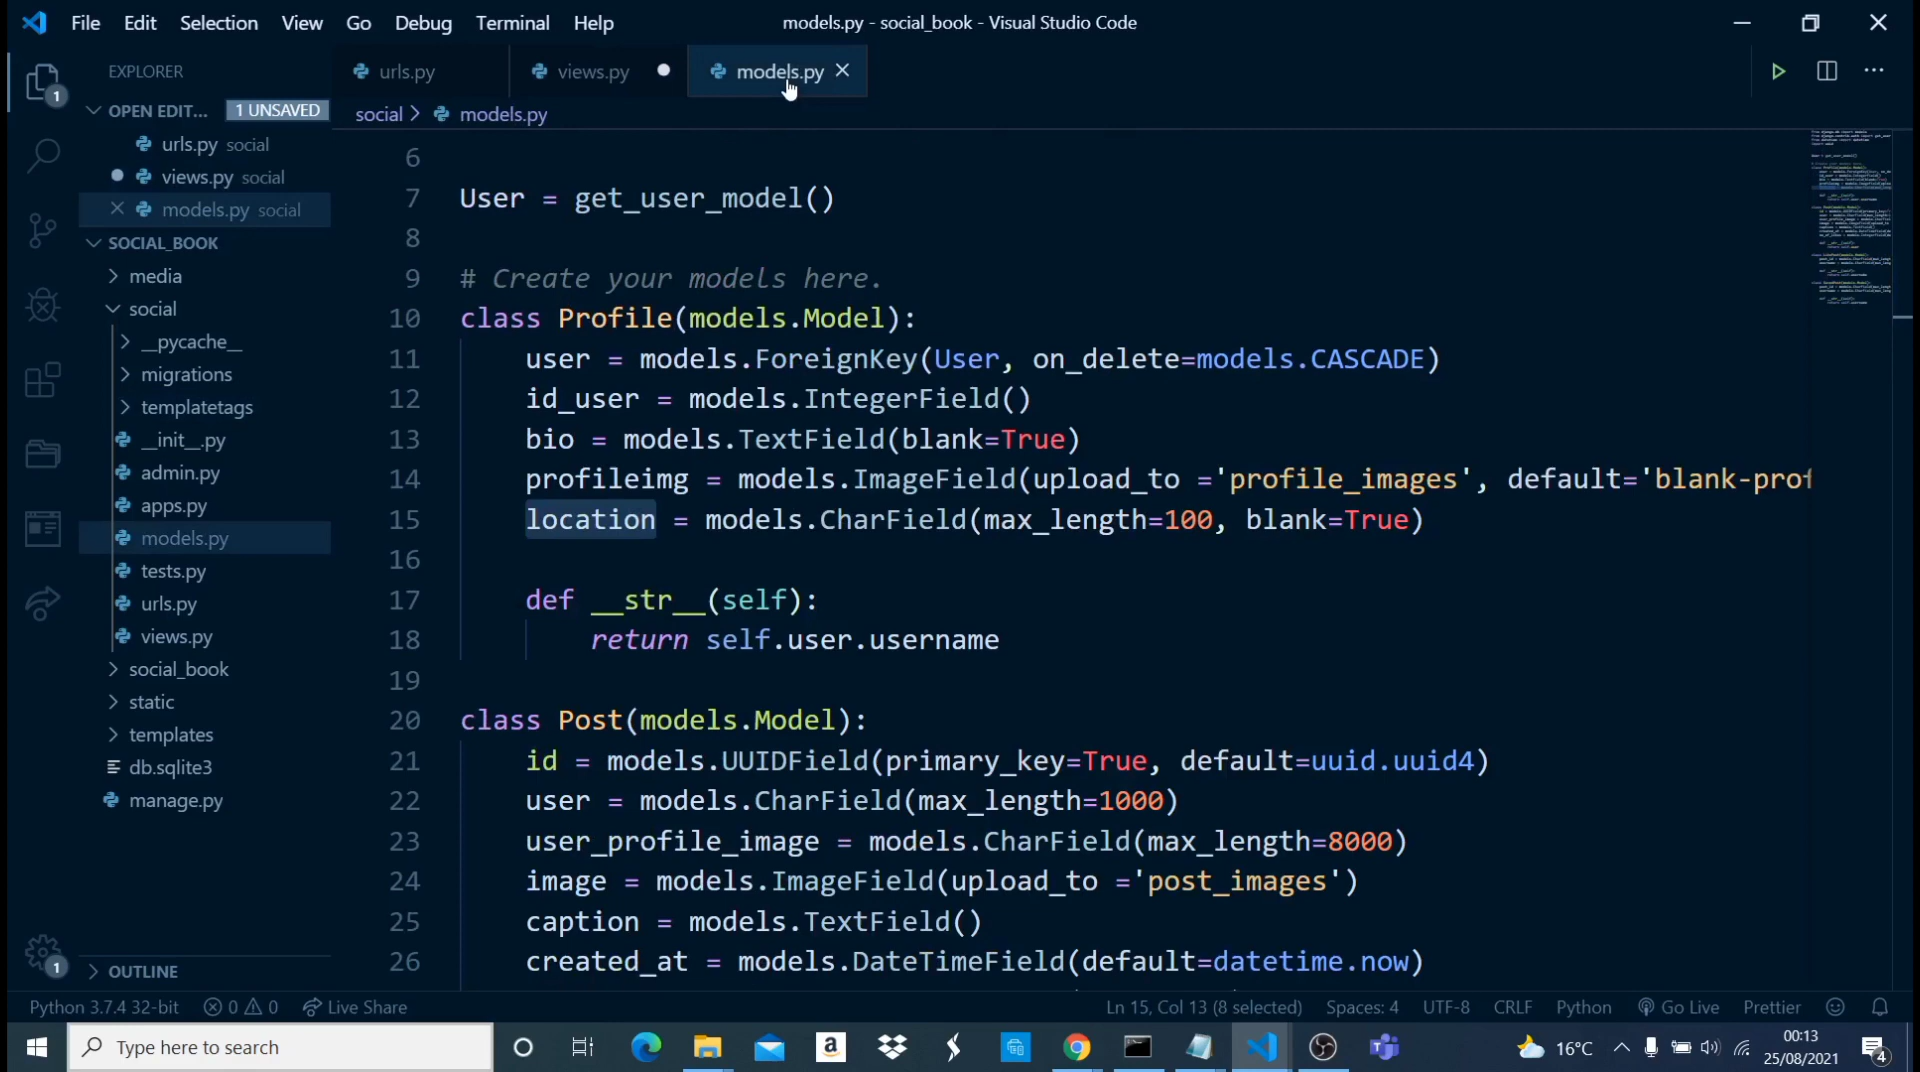 File Edit Selection View Go Debug Terminal Help
models.py - social_book - Visual Studio Code
EXPLORER
urls.py
views.py
models.py
OPEN EDIT... 1 UNSAVED
urls.py social
views.py social
models.py social
SOCIAL_BOOK
media
social
__pycache__
migrations
templatetags
__init__.py
admin.py
apps.py
models.py
tests.py
urls.py
views.py
social_book
static
templates
db.sqlite3
manage.py
OUTLINE
1
1
social > models.py
6
7 User = get_user_model()
8
9 # Create your models here.
10 class Profile(models.Model):
11 user = models.ForeignKey(User, on_delete=models.CASCADE)
12 id_user = models.IntegerField()
13 bio = models.TextField(blank=True)
14 profileimg = models.ImageField(upload_to ='profile_images', default='blank-prof
15 location = models.CharField(max_length=100, blank=True)
16
17 def __str__(self):
18 return self.user.username
19
20 class Post(models.Model):
21 id = models.UUIDField(primary_key=True, default=uuid.uuid4)
22 user = models.CharField(max_length=1000)
23 user_profile_image = models.CharField(max_length=8000)
24 image = models.ImageField(upload_to ='post_images')
25 caption = models.TextField()
26 created_at = models.DateTimeField(default=datetime.now)
Python 3.7.4 32-bit 0 0 Live Share
Ln 15, Col 13 (8 selected) Spaces: 4 UTF-8 CRLF Python Go Live Prettier
Type here to search
a
16°C
00:13
25/08/2021
4